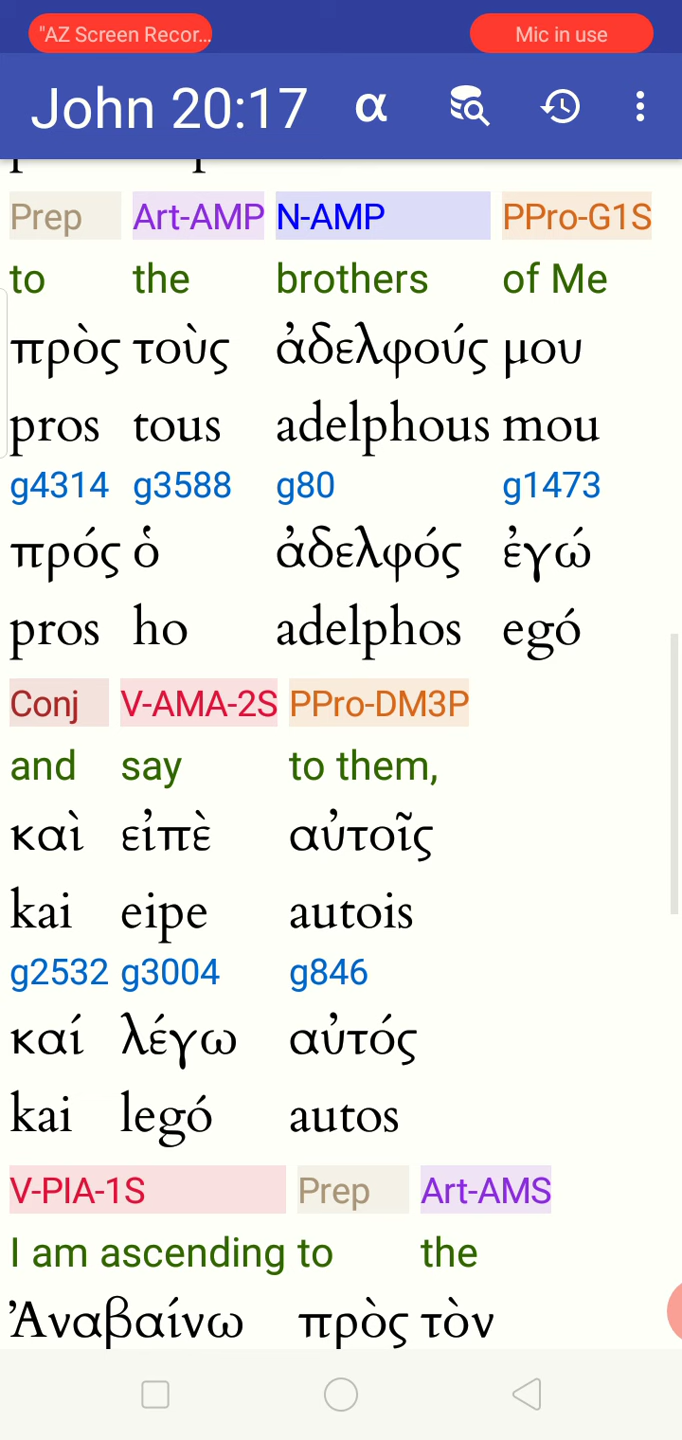 "AZ Screen Recor... Mic in use
John 20:17 α
Prep Art-AMP N-AMP PPro-G1S
to the brothers of Me
πρὸς τοὺς ἀδελφούς μου
pros tous adelphous mou
g4314 g3588 g80 g1473
πρός ὁ ἀδελφός ἐγώ
pros ho adelphos egó
Conj V-AMA-2S PPro-DM3P
and say to them,
καὶ εἰπὲ αὐτοῖς
kai eipe autois
g2532 g3004 g846
καί λέγω αὐτός
kai legó autos
V-PIA-1S Prep Art-AMS
I am ascending to the
Ἀναβαίνω πρὸς τὸν